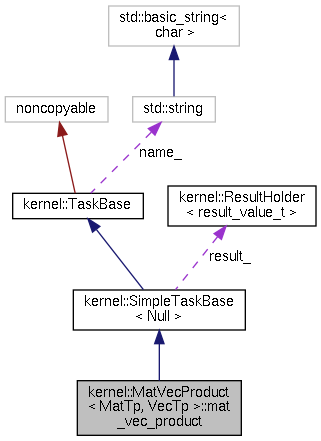 std::basic_string<
char >
noncopyable
std::string
name_
kernel::TaskBase
kernel::ResultHolder
< result_value_t >
result_
kernel::SimpleTaskBase
< Null >
kernel::MatVecProduct
< MatTp, VecTp >::mat
_vec_product